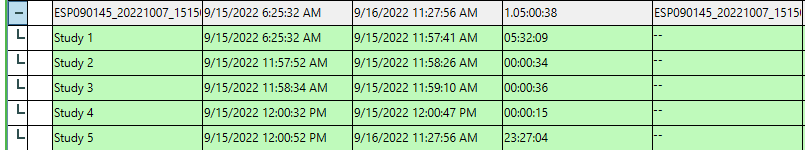 ESP090145_20221007_1515 9/15/2022 6:25:32 AM 9/16/2022 11:27:56 AM 1.05:00:38 ESP090145_20221007_1515
Study 1 9/15/2022 6:25:32 AM 9/15/2022 11:57:41 AM 05:32:09 --
Study 2 9/15/2022 11:57:52 AM 9/15/2022 11:58:26 AM 00:00:34 --
Study 3 9/15/2022 11:58:34 AM 9/15/2022 11:59:10 AM 00:00:36 --
Study 4 9/15/2022 12:00:32 PM 9/15/2022 12:00:47 PM 00:00:15 --
Study 5 9/15/2022 12:00:52 PM 9/16/2022 11:27:56 AM 23:27:04 --